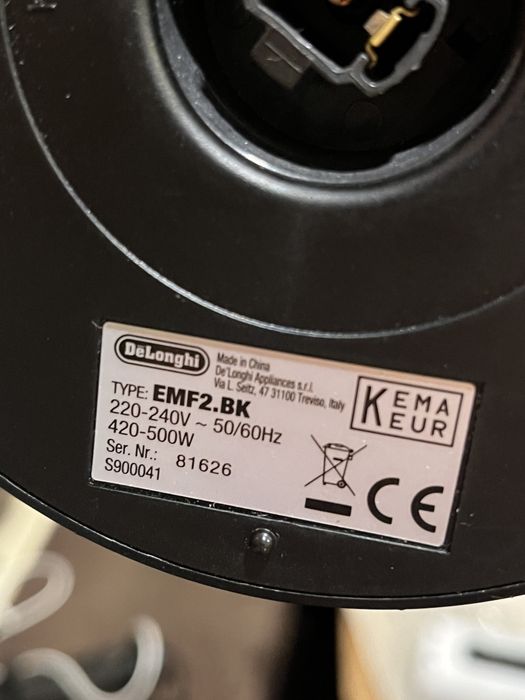 DeLonghi
Made in China
De'Longhi Appliances s.r.l.
Via L. Seitz, 47 31100 Treviso, Italy
TYPE: EMF2.BK
220-240V ~ 50/60Hz
420-500W
Ser. Nr.: 81626
S900041
KEMA
KEUR
CE